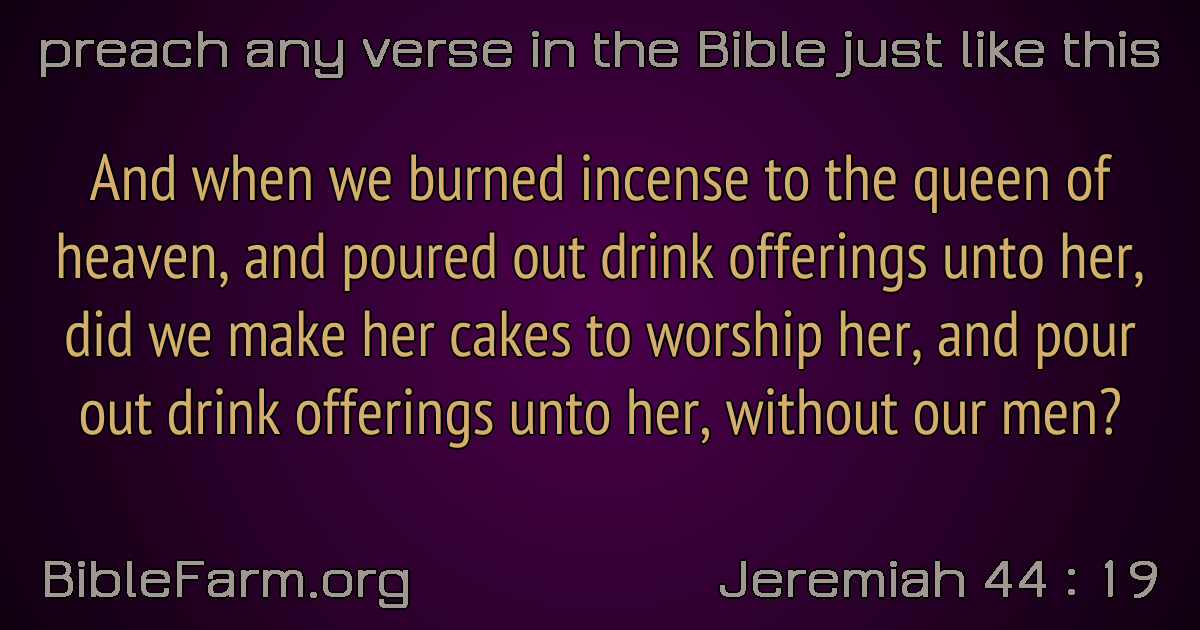 preach any verse in the Bible just like this
And when we burned incense to the queen of
heaven, and poured out drink offerings unto her,
did we make her cakes to worship her, and pour
out drink offerings unto her, without our men?
BibleFarm.org
Jeremiah 44 : 19